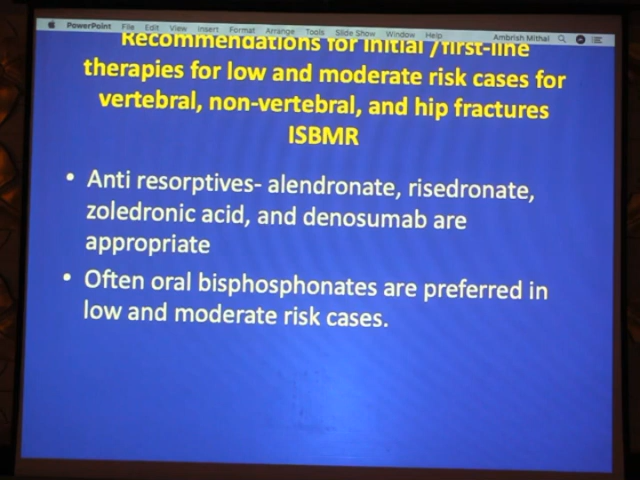 PowerPoint File Edit View Insert Format Arrange Tools Slide Show Window Help Ambrish Mithal
Recommendations for initial /first-line
therapies for low and moderate risk cases for
vertebral, non-vertebral, and hip fractures
ISBMR
• Anti resorptives- alendronate, risedronate,
zoledronic acid, and denosumab are
appropriate
• Often oral bisphosphonates are preferred in
low and moderate risk cases.